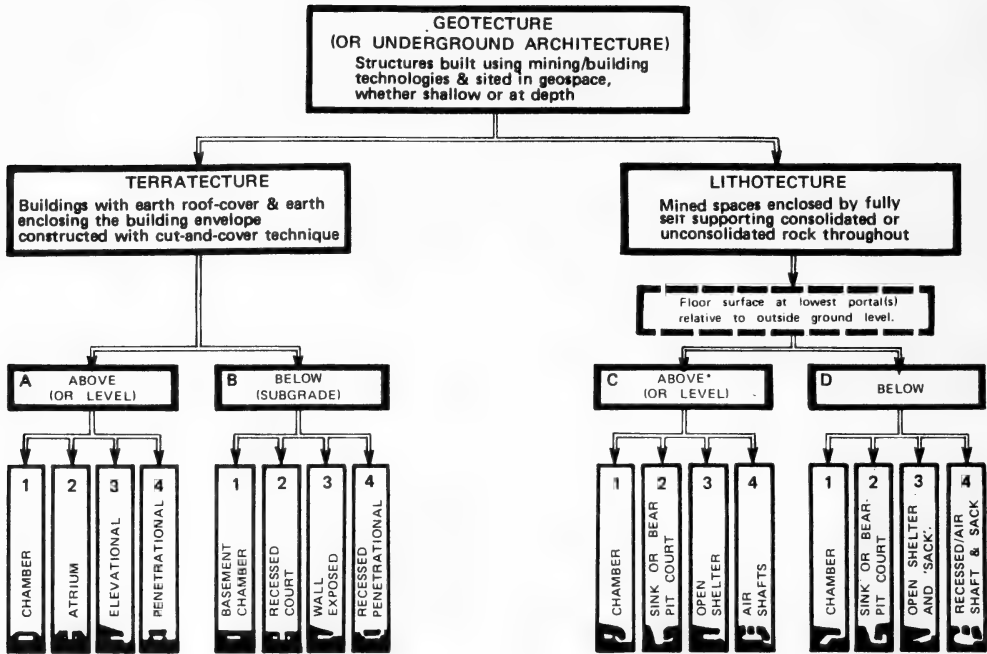 GEOTECTURE
(OR UNDERGROUND ARCHITECTURE)
Structures built using mining/building
technologies & sited in geospace,
whether shallow or at depth
TERRATECTURE
Buildings with earth roof-cover & earth
enclosing the building envelope
constructed with cut-and-cover technique
LITHOTECTURE
Mined spaces enclosed by fully
self supporting consolidated or
unconsolidated rock throughout
Floor surface at lowest portal(s)
relative to outside ground level.
A
ABOVE
(OR LEVEL)
B
BELOW
(SUBGRADE)
C
ABOVE*
(OR LEVEL)
D
BELOW
1
CHAMBER
2
ATRIUM
3
ELEVATIONAL
4
PENETRATIONAL
1
BASEMENT
CHAMBER
2
RECESSED
COURT
3
WALL
EXPOSED
4
RECESSED
PENETRATIONAL
1
CHAMBER
2
SINK OR BEAR
PIT COURT
3
OPEN
SHELTER
4
AIR
SHAFTS
1
CHAMBER
2
SINK OR BEAR-
PIT COURT
3
OPEN SHELTER
AND 'SACK'.
4
RECESSED/AIR
SHAFT & SACK